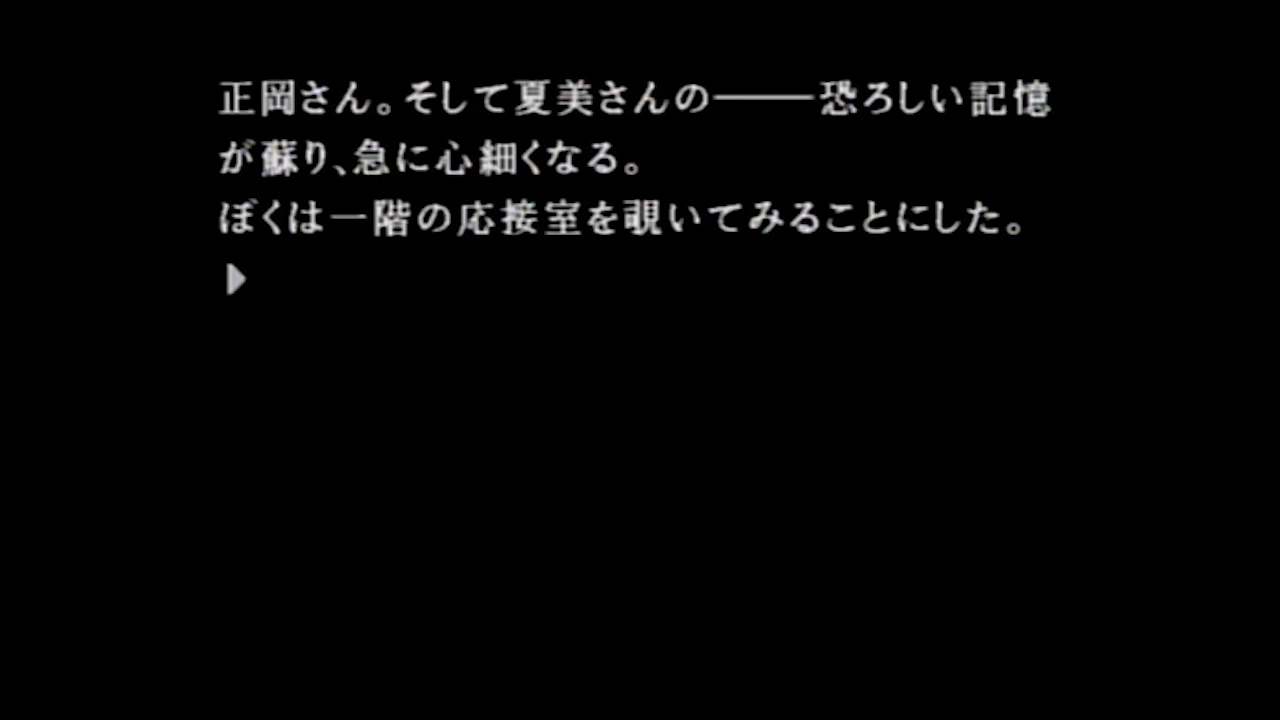 正岡さん。そして夏美さんの───恐ろしい記憶
が蘇り、急に心細くなる。
ぼくは一階の応接室を覗いてみることにした。